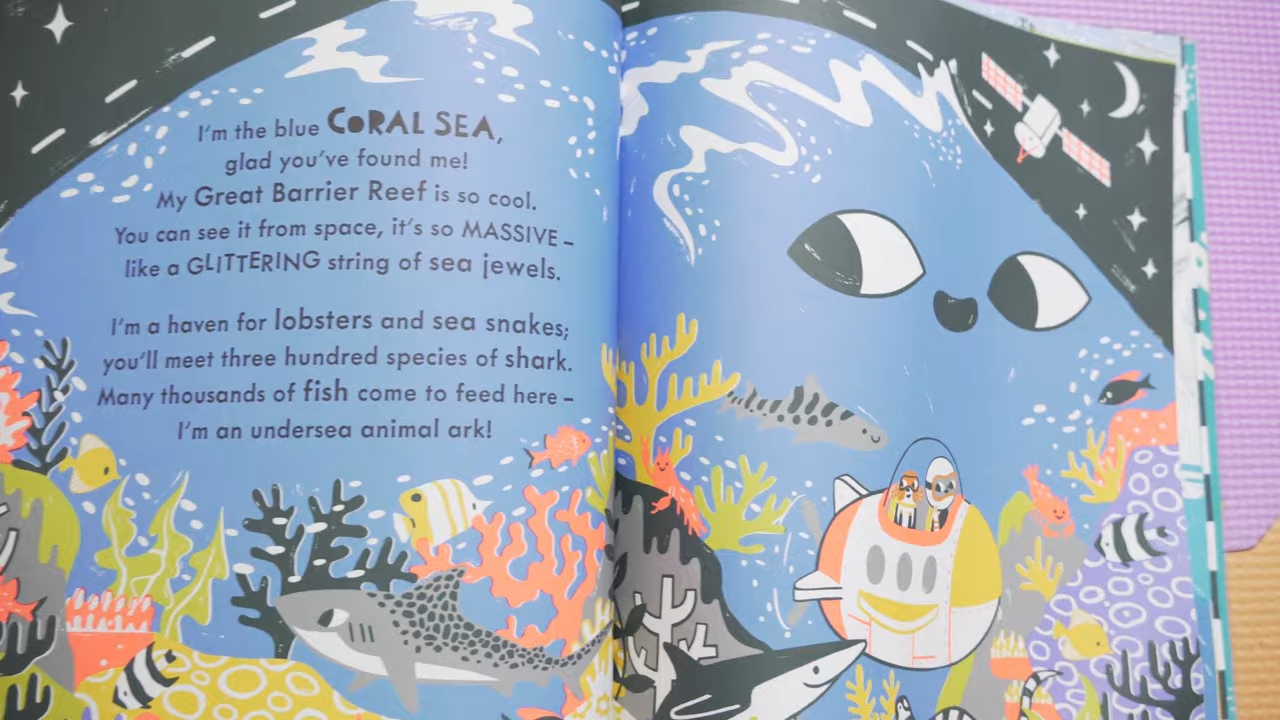 I'm the blue CORAL SEA,
glad you've found me!
My Great Barrier Reef is so cool.
You can see it from space, it's so MASSIVE –
like a GLITTERING string of sea jewels.
I'm a haven for lobsters and sea snakes;
you'll meet three hundred species of shark.
Many thousands of fish come to feed here –
I'm an undersea animal ark!